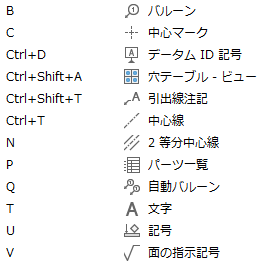 B バルーン
C 中心マーク
Ctrl+D データム ID 記号
Ctrl+Shift+A 穴テーブル - ビュー
Ctrl+Shift+T 引出線注記
Ctrl+T 中心線
N 2 等分中心線
P パーツ一覧
Q 自動バルーン
T 文字
U 記号
V 面の指示記号